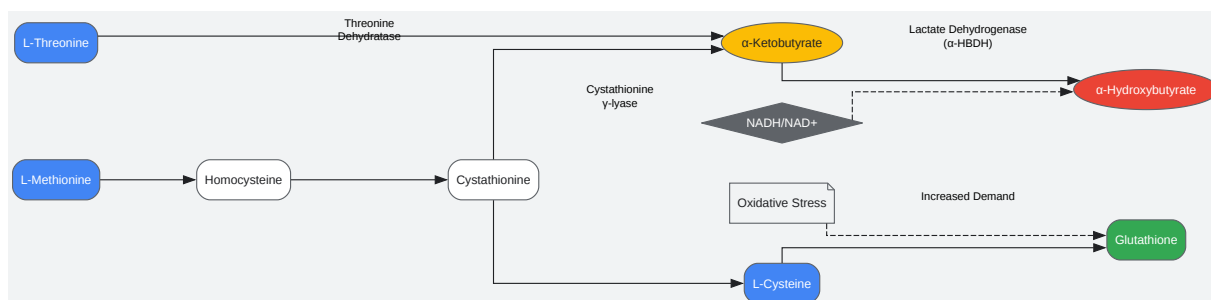 Threonine
Dehydratase
L-Threonine
α-Ketobutyrate
Lactate Dehydrogenase
(α-HBDH)
Cystathionine
γ-lyase
α-Hydroxybutyrate
NADH/NAD+
L-Methionine
Homocysteine
Cystathionine
Oxidative Stress
Increased Demand
Glutathione
L-Cysteine